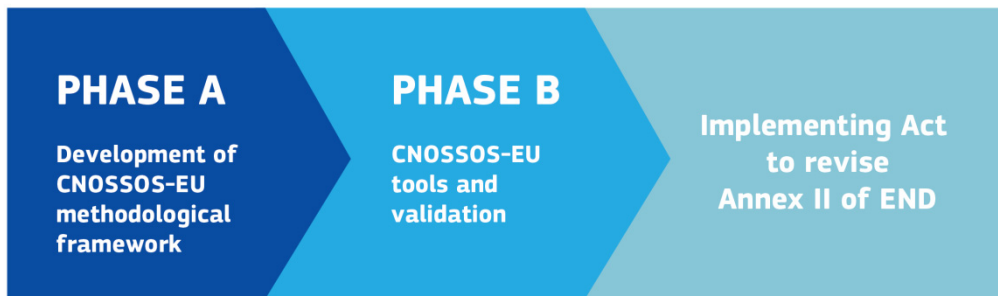 PHASE A
Development of
CNOSSOS-EU
methodological
framework
PHASE B
CNOSSOS-EU
tools and
validation
Implementing Act
to revise
Annex II of END